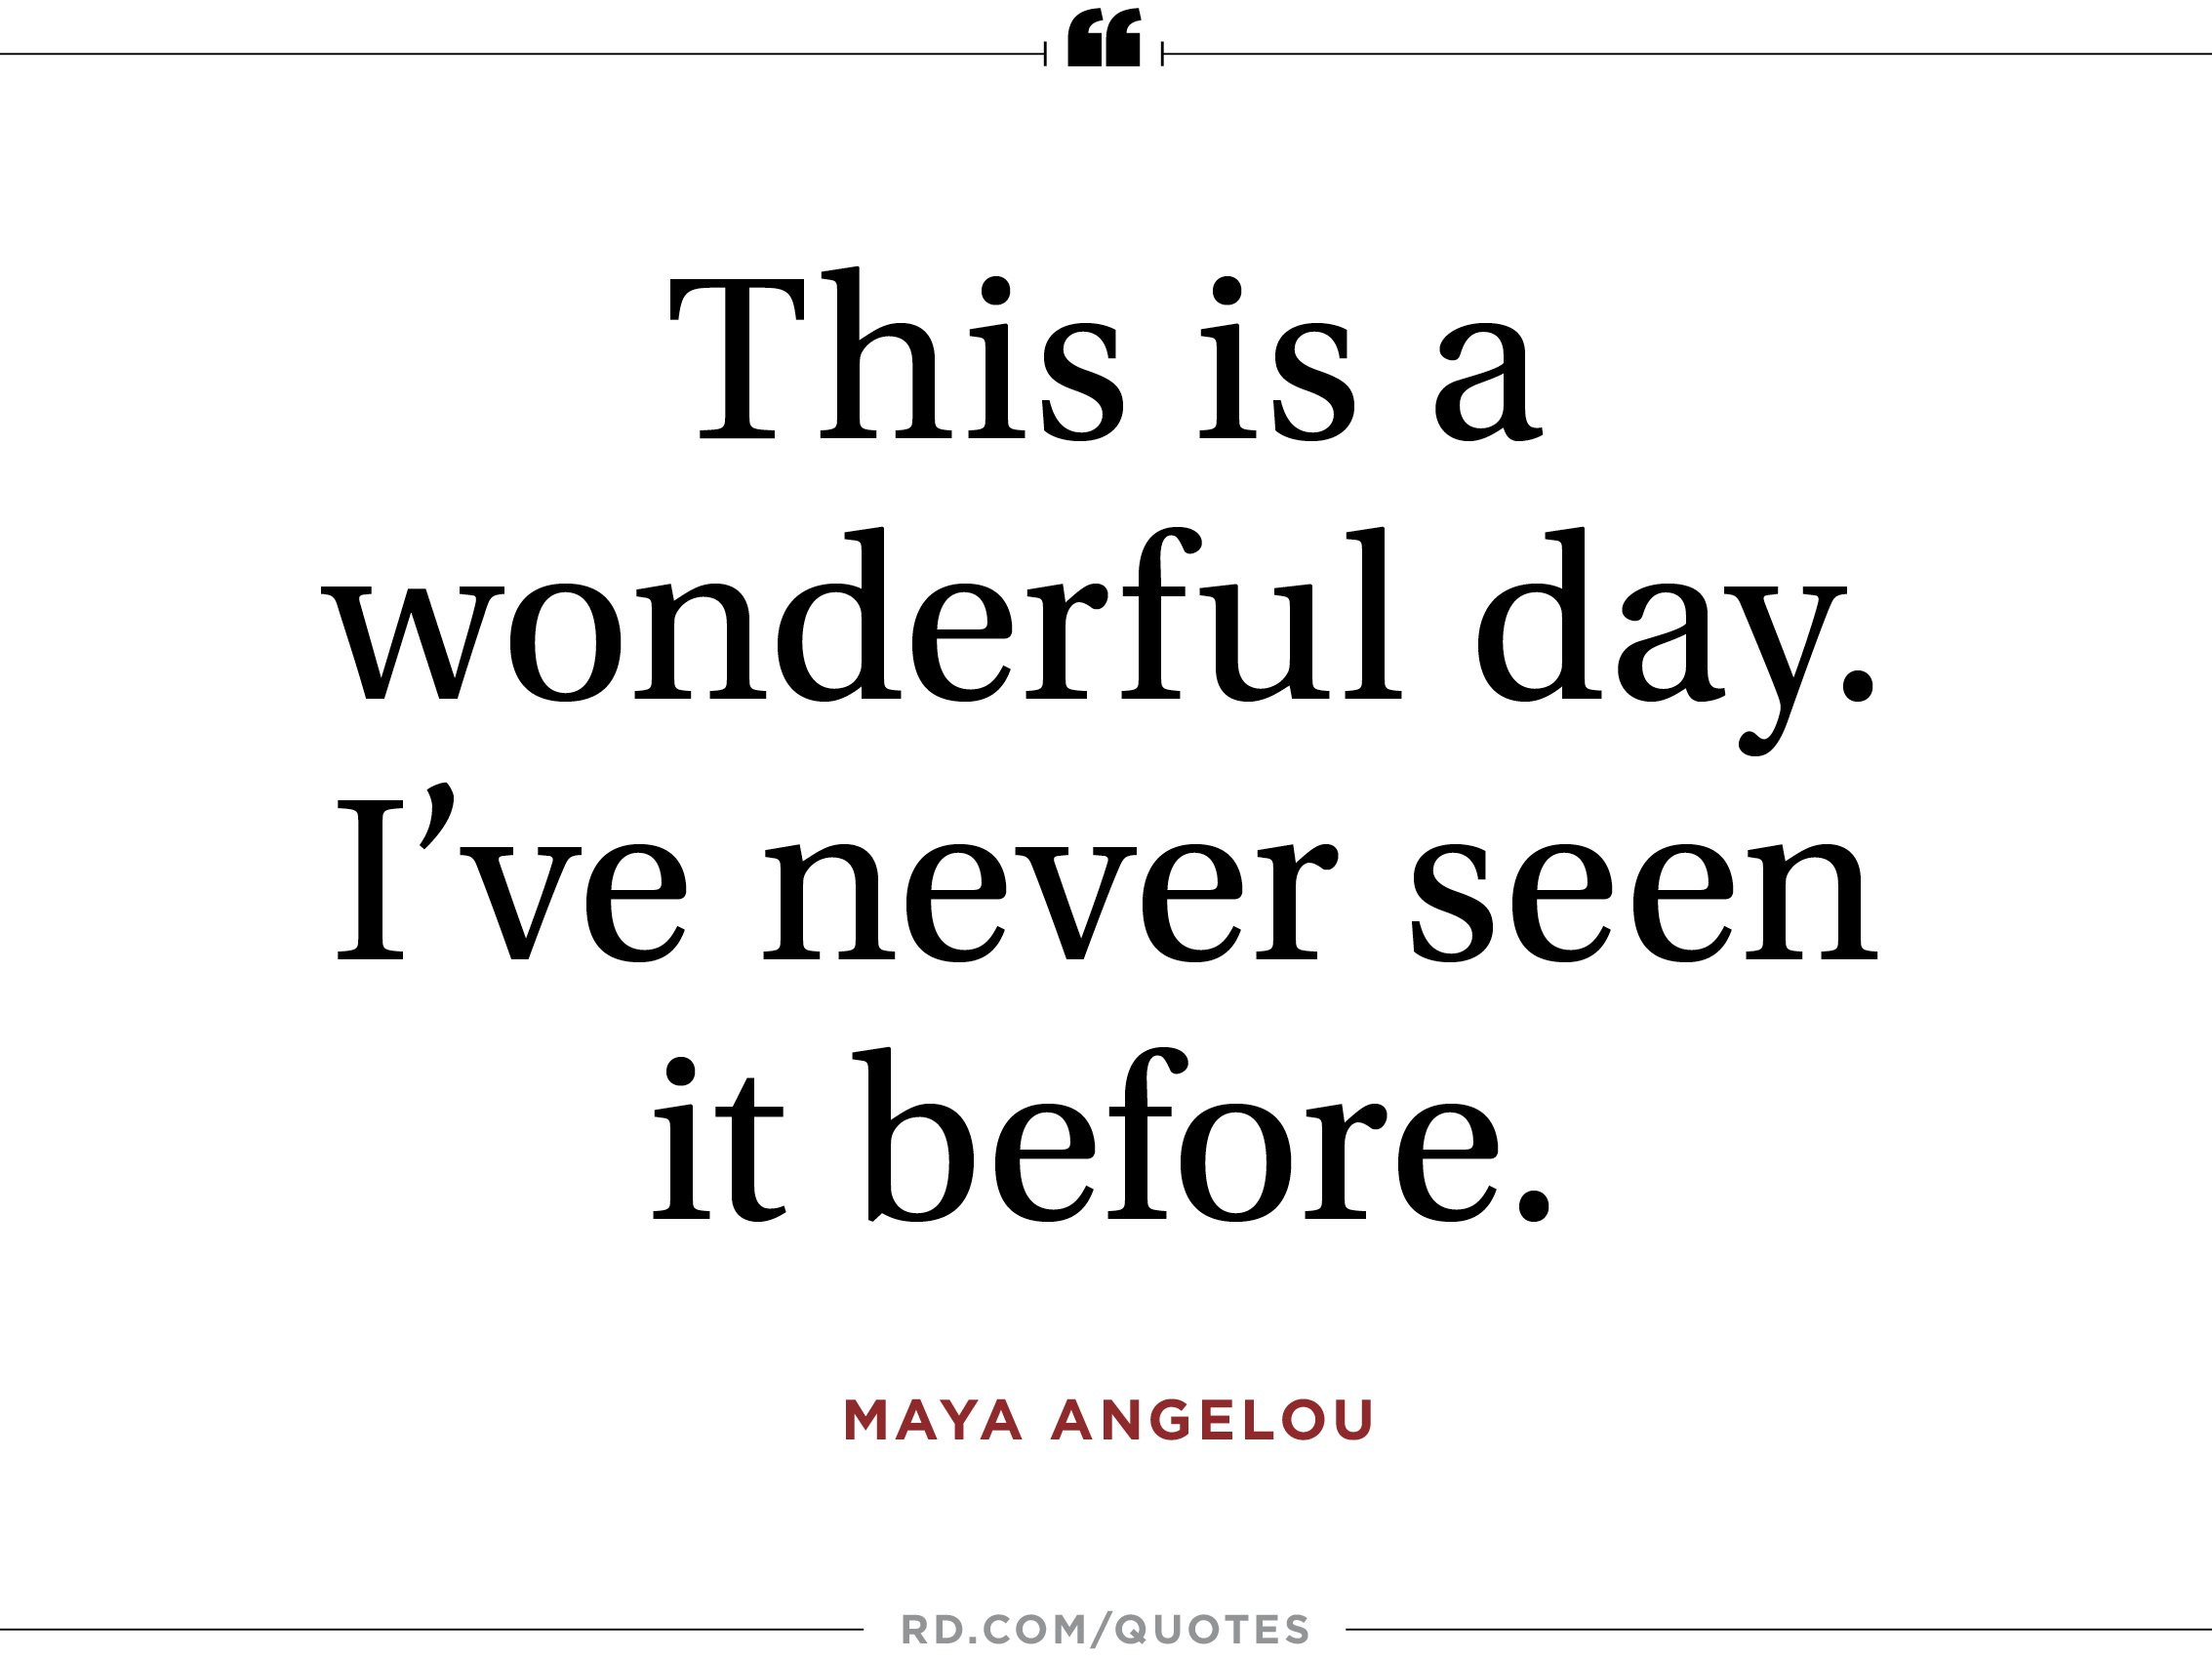 ❝
This is a
wonderful day.
I’ve never seen
it before.
MAYA ANGELOU
RD.COM/QUOTES